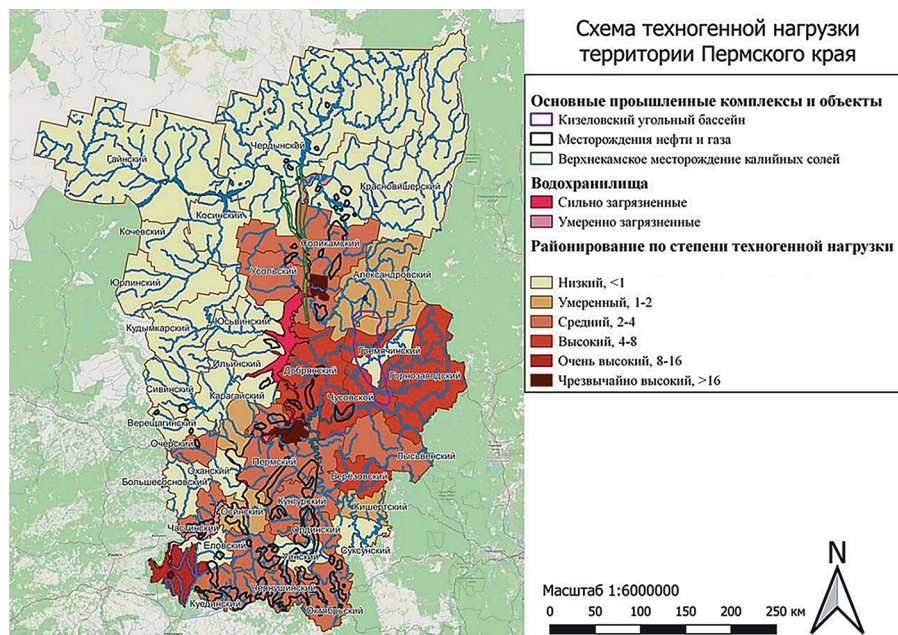 Схема техногенной нагрузки
территории Пермского края
Основные проышленные комплексы и объекты
Кизеловский угольный бассейн
Месторождения нефти и газа
Верхнекамское месторождение калийных солей
Водохранилища
Сильно загрязненные
Умеренно загрязненные
Районирование по степени техногенной нагрузки
Низкий, <1
Умеренный, 1-2
Средний, 2-4
Высокий, 4-8
Очень высокий, 8-16
Чрезвычайно высокий, >16
Чердынский
Гайнский
Красновишерский
Косинский
Кочевский
Соликамский
Усольский
Александровский
Юрлинский
Юсьвинский
Кудымкарский
Гремячинский
Ильинский
Добрянский
Горнозаводский
Сивинский
Карагайский
Чусовской
Верещагинский
Очерский
Лысьвенский
Пермский
Оханский
Берёзовский
Большесосновский
Кунгурский
Кишертский
Осинский
Частинский
Ординский
Еловский
Суксунский
Уинский
Чернушинский
Куединский
Октябрьский
N
Масштаб 1:6000000
0 50 100 150 200 250 км